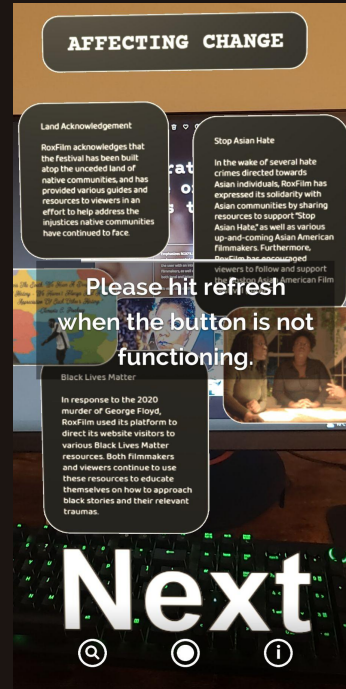 AFFECTING CHANGE
Land Acknowledgement
RoxFilm acknowledges that
the festival has been built
atop the unceded land of
native communities, and has
provided various guides and
resources to viewers in an
effort to help address the
injustices native communities
have continued to face.
Stop Asian Hate
In the wake of several hate
crimes directed towards
Asian individuals, RoxFilm has
expressed its solidarity with
Asian communities by sharing
resources to support "Stop
Asian Hate," as well as various
up-and-coming Asian American
filmmakers. Furthermore,
RoxFilm has encouraged
viewers to follow and support
Asian Film
Please hit refresh
when the button is not
functioning.
Black Lives Matter
In response to the 2020
murder of George Floyd,
RoxFilm used its platform to
direct its website visitors to
various Black Lives Matter
resources. Both filmmakers
and viewers continue to use
these resources to educate
themselves on how to approach
black stories and their relevant
traumas.
Next
i